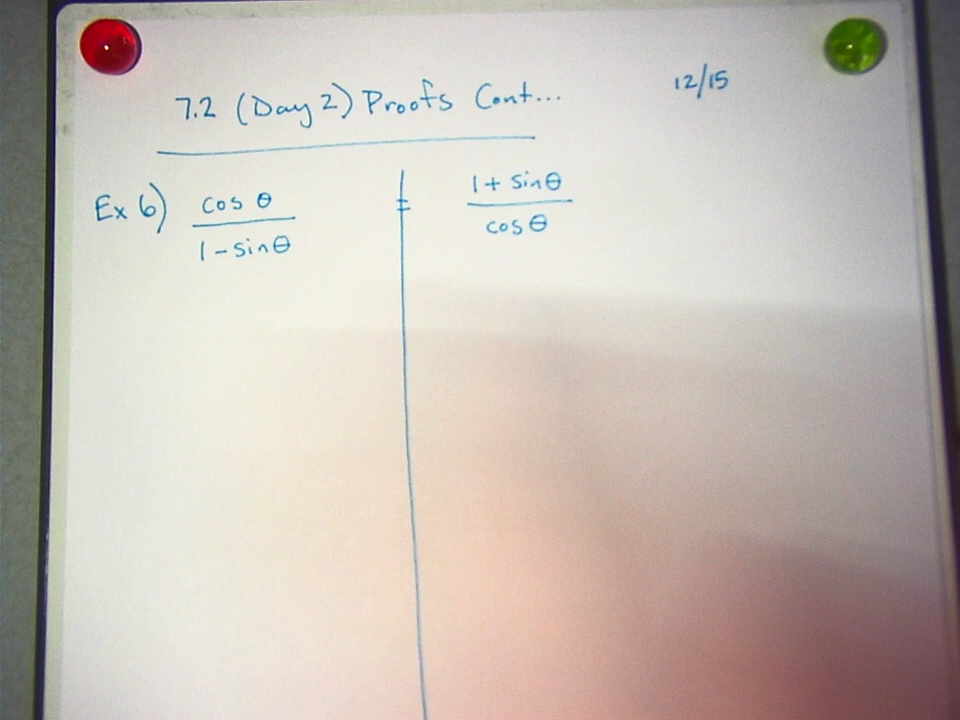 7.2 (Day 2) Proofs Cont... 12/15
Ex 6) cos θ / 1 - sin θ = 1 + sin θ / cos θ